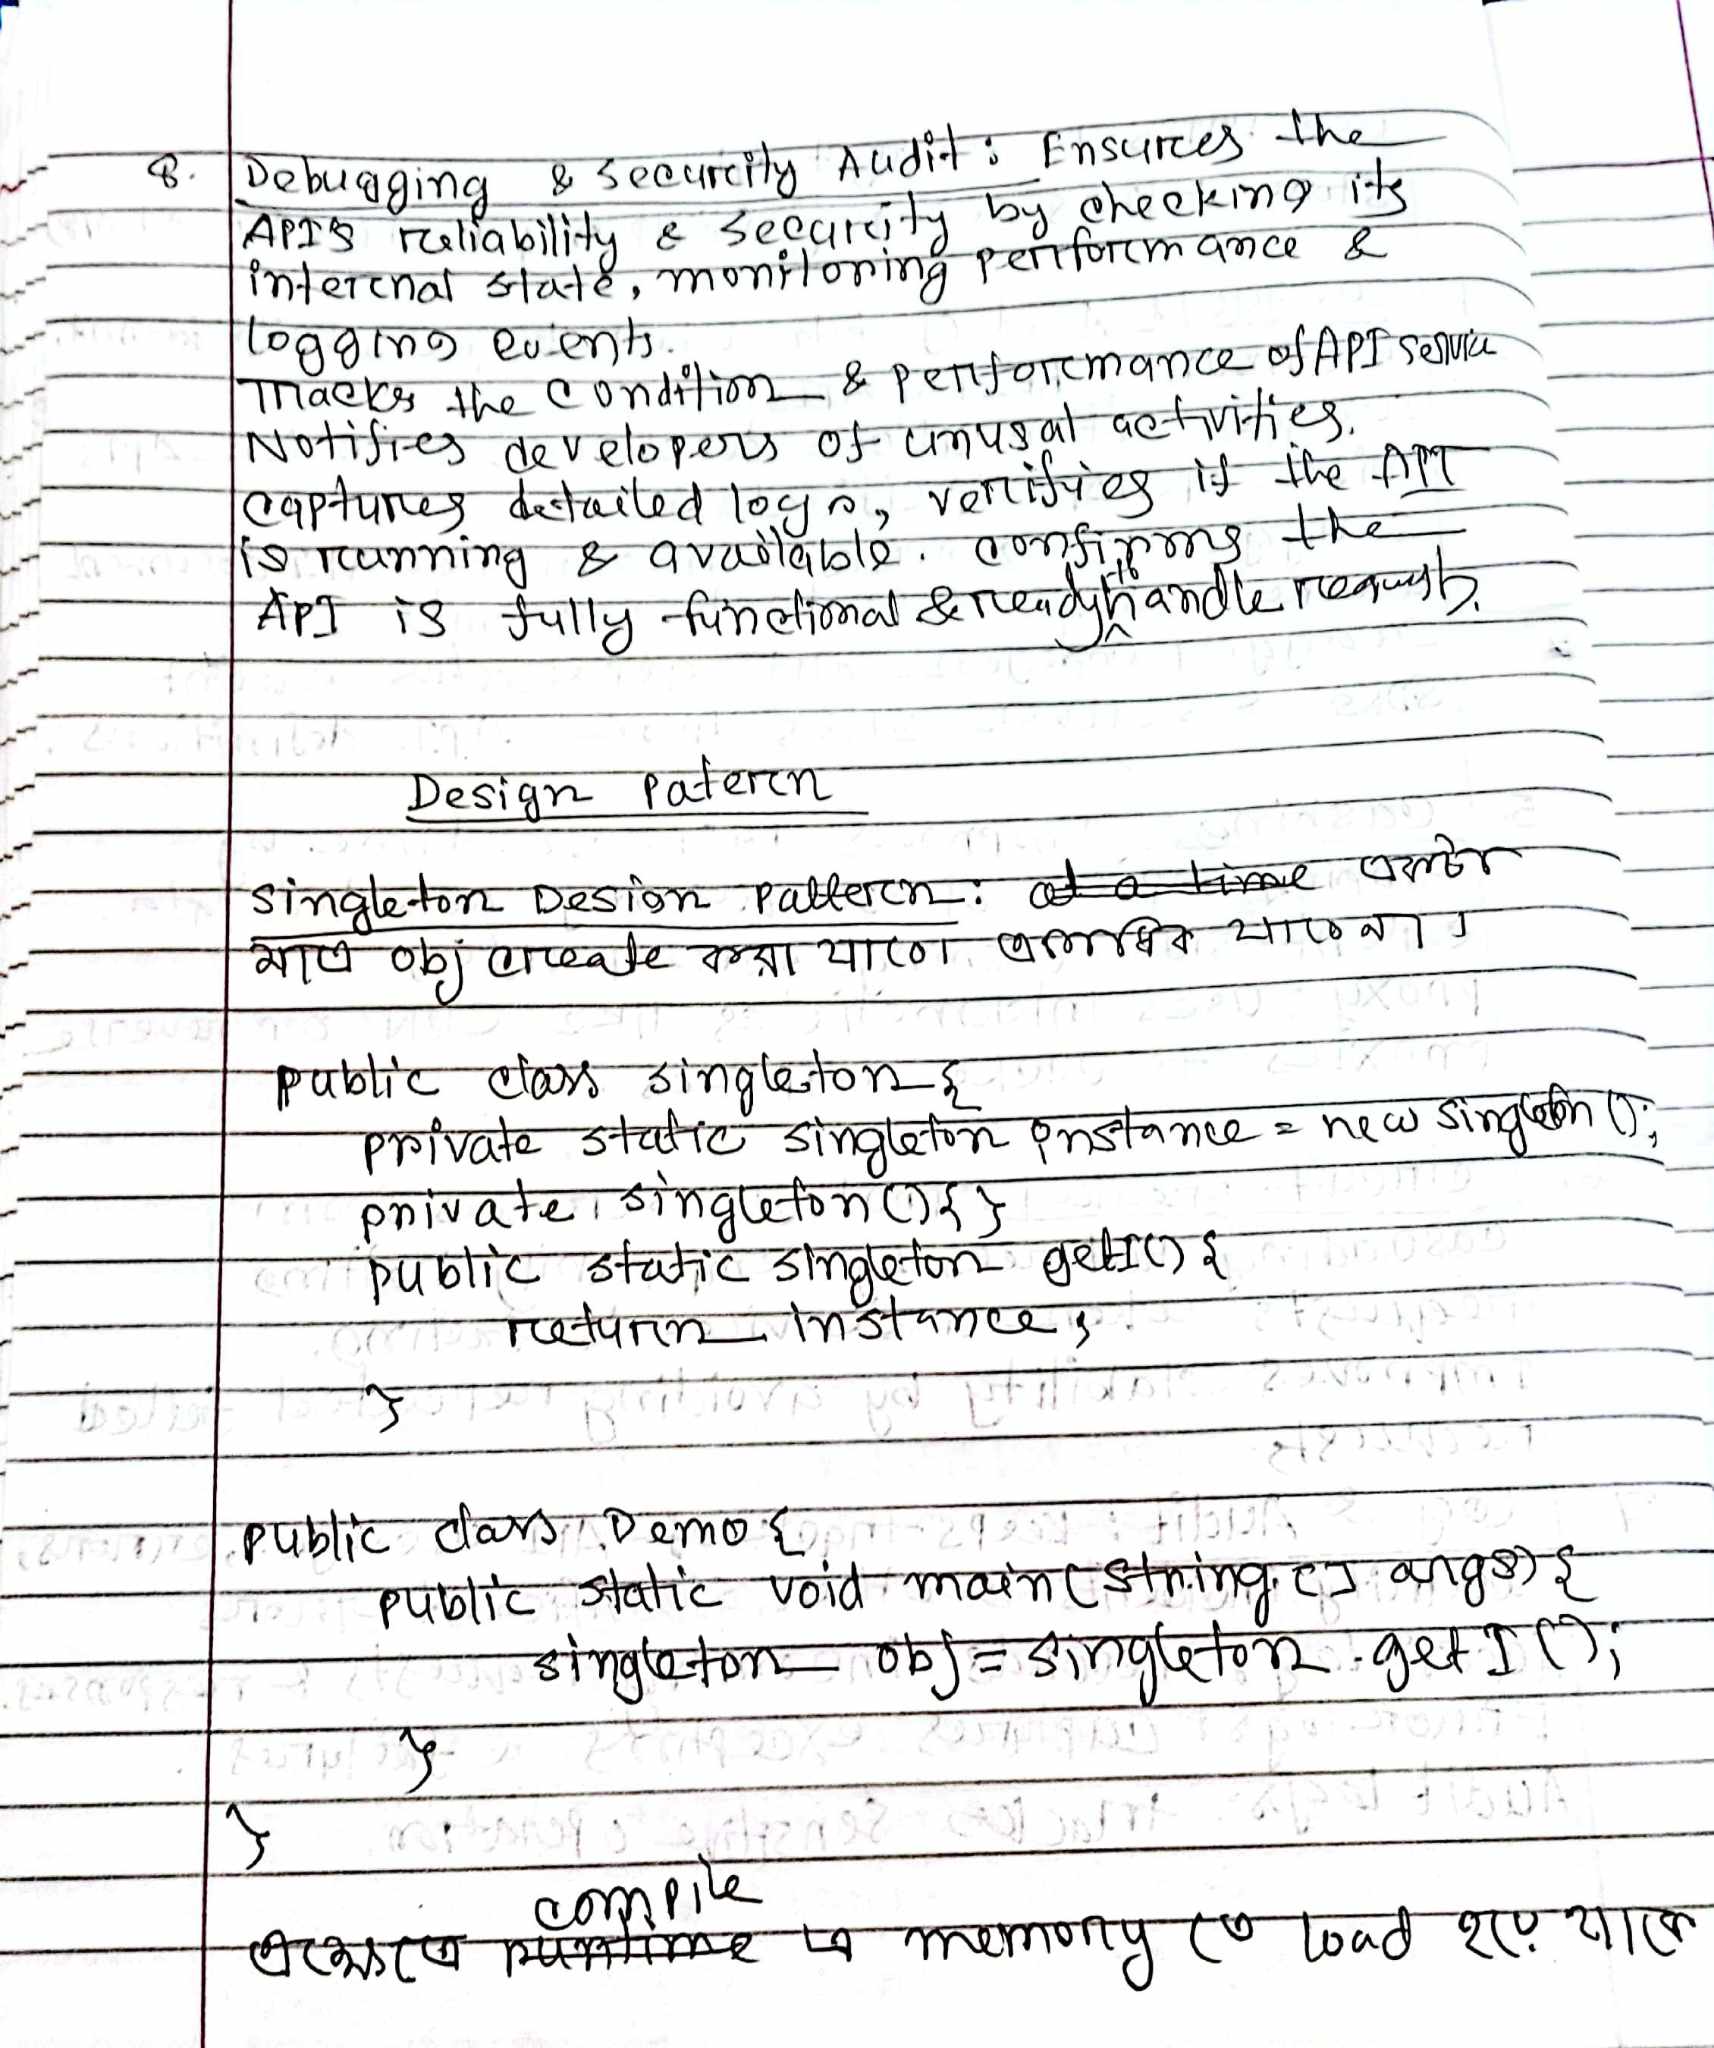 8. Debugging & Security Audit : Ensures the
API's reliability & security by checking its
internal state, monitoring performance &
logging events.
Tracks the condition & performance of API service
Notifies developers of unusal activities.
captures detailed logs, verifies if the API
is running & available. confirms the
API is fully functional & ready to handle requests.
Design Patern
Singleton Design Pattern : at a time একটা
মাত্র obj create করা যাবে একাধিক যাবে না।
public class singleton {
private static singleton instance = new singleton ();
private singleton () { }
public static singleton getI() {
return instance ;
}
public class Demo {
public static void main (string [] args) {
singleton obj = singleton . get I ();
}
}
compile
এক্ষেত্রে runtime এ memory তে load হয়ে যাবে